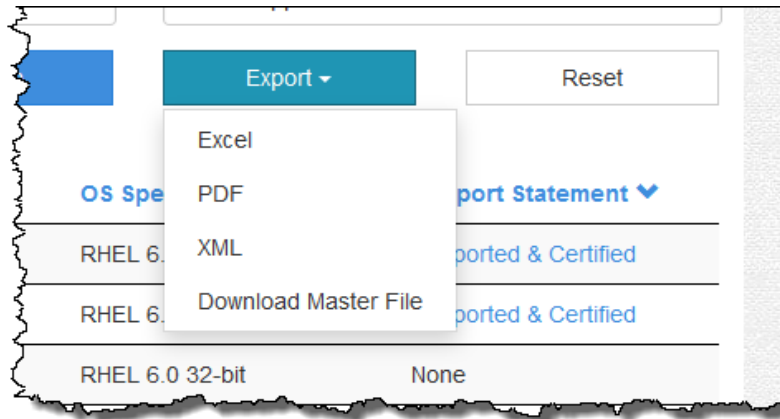 Export
Reset
Excel
PDF
XML
Download Master File
OS Spe port Statement
RHEL 6. ported & Certified
RHEL 6. ported & Certified
RHEL 6.0 32-bit None